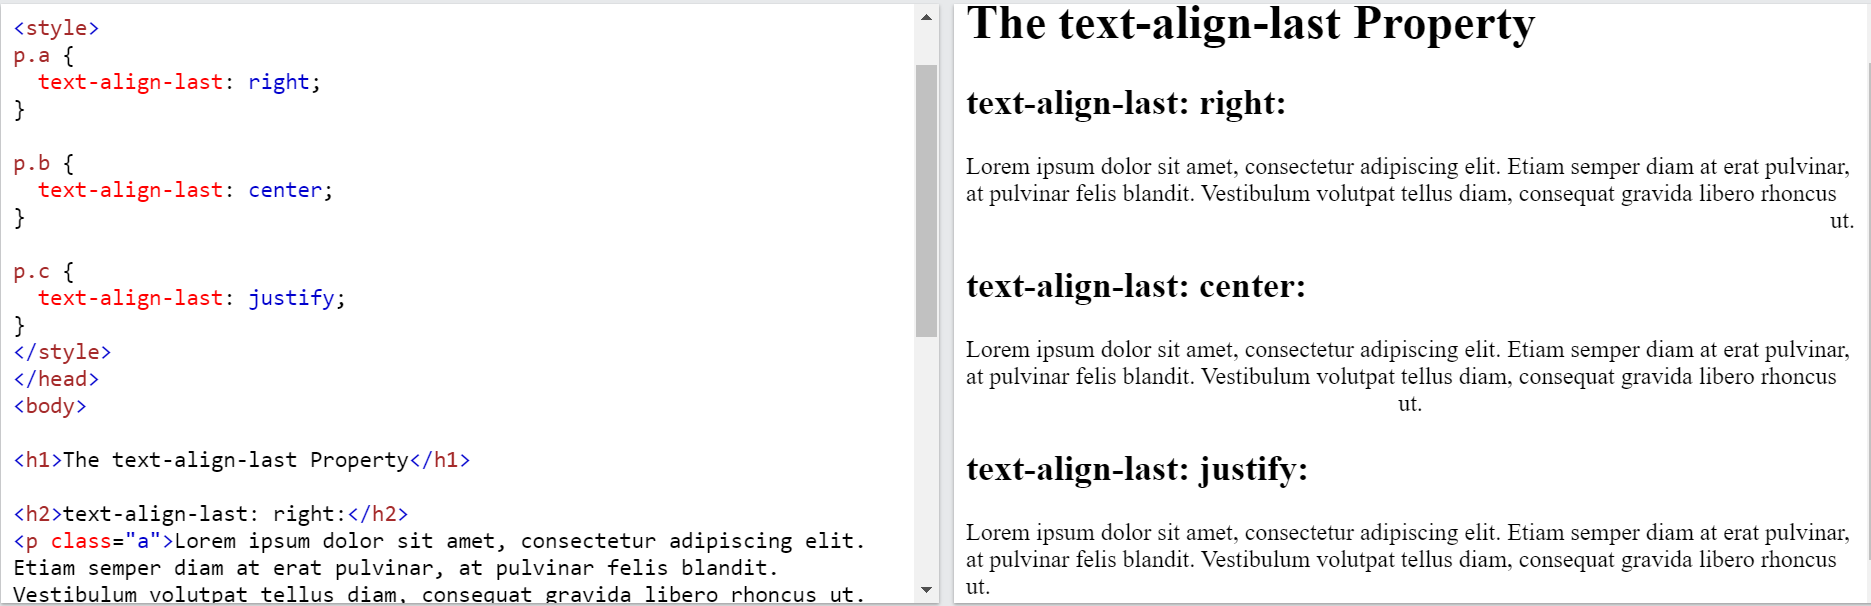 <style>
p.a {
  text-align-last: right;
}
p.b {
  text-align-last: center;
}
p.c {
  text-align-last: justify;
}
</style>
</head>
<body>
<h1>The text-align-last Property</h1>
<h2>text-align-last: right:</h2>
<p class="a">Lorem ipsum dolor sit amet, consectetur adipiscing elit.
Etiam semper diam at erat pulvinar, at pulvinar felis blandit.
Vestibulum volutpat tellus diam, consequat gravida libero rhoncus ut.
The text-align-last Property
text-align-last: right:
Lorem ipsum dolor sit amet, consectetur adipiscing elit. Etiam semper diam at erat pulvinar,
at pulvinar felis blandit. Vestibulum volutpat tellus diam, consequat gravida libero rhoncus
ut.
text-align-last: center:
Lorem ipsum dolor sit amet, consectetur adipiscing elit. Etiam semper diam at erat pulvinar,
at pulvinar felis blandit. Vestibulum volutpat tellus diam, consequat gravida libero rhoncus
ut.
text-align-last: justify:
Lorem ipsum dolor sit amet, consectetur adipiscing elit. Etiam semper diam at erat pulvinar,
at pulvinar felis blandit. Vestibulum volutpat tellus diam, consequat gravida libero rhoncus
ut.